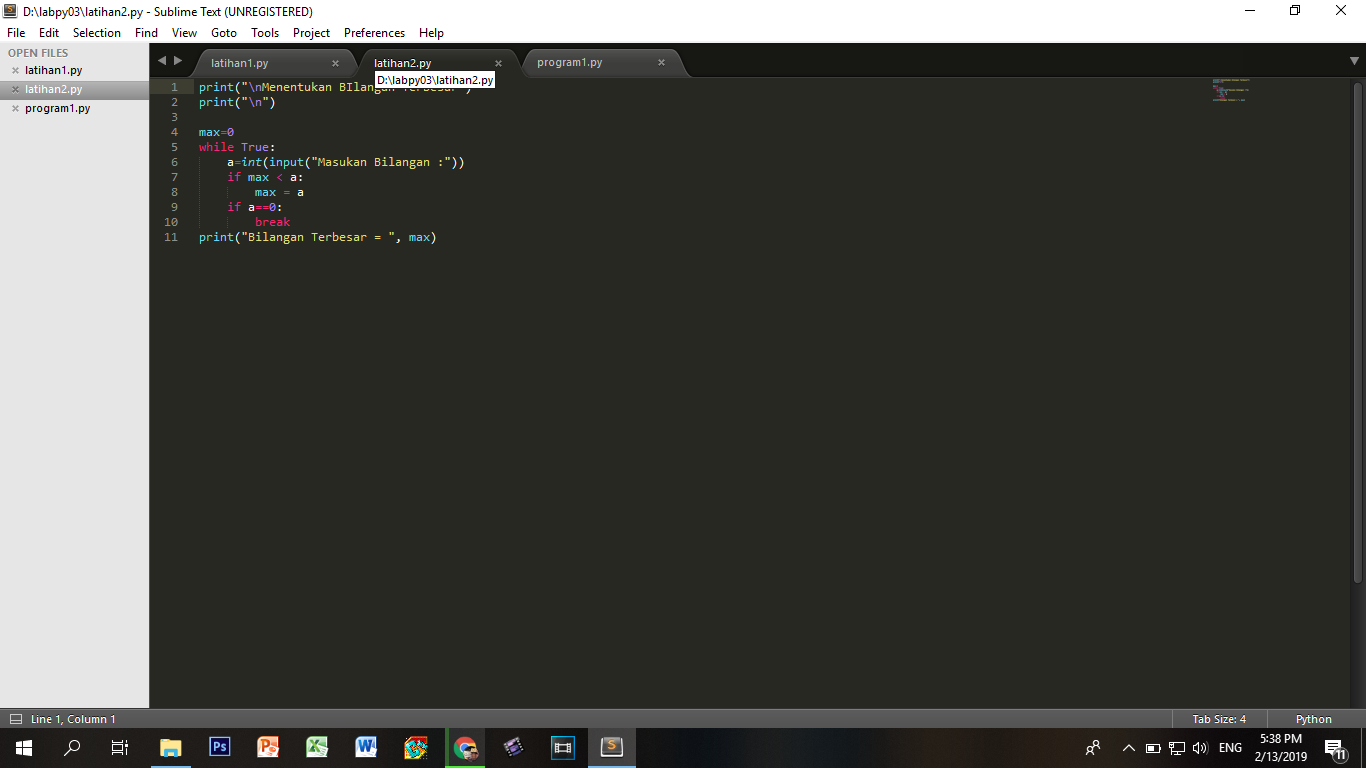 D:\labpy03\latihan2.py - Sublime Text (UNREGISTERED)
File Edit Selection Find View Goto Tools Project Preferences Help
OPEN FILES
latihan1.py
latihan2.py
program1.py
latihan1.py latihan2.py program1.py
D:\labpy03\latihan2.py
1 print("\nMenentukan BIlangan Terbesar")
2 print("\n")
3
4 max=0
5 while True:
6 a=int(input("Masukan Bilangan :"))
7 if max < a:
8 max = a
9 if a==0:
10 break
11 print("Bilangan Terbesar = ", max)
Line 1, Column 1 Tab Size: 4 Python
Ps P X W S ENG 5:38 PM
2/13/2019 11